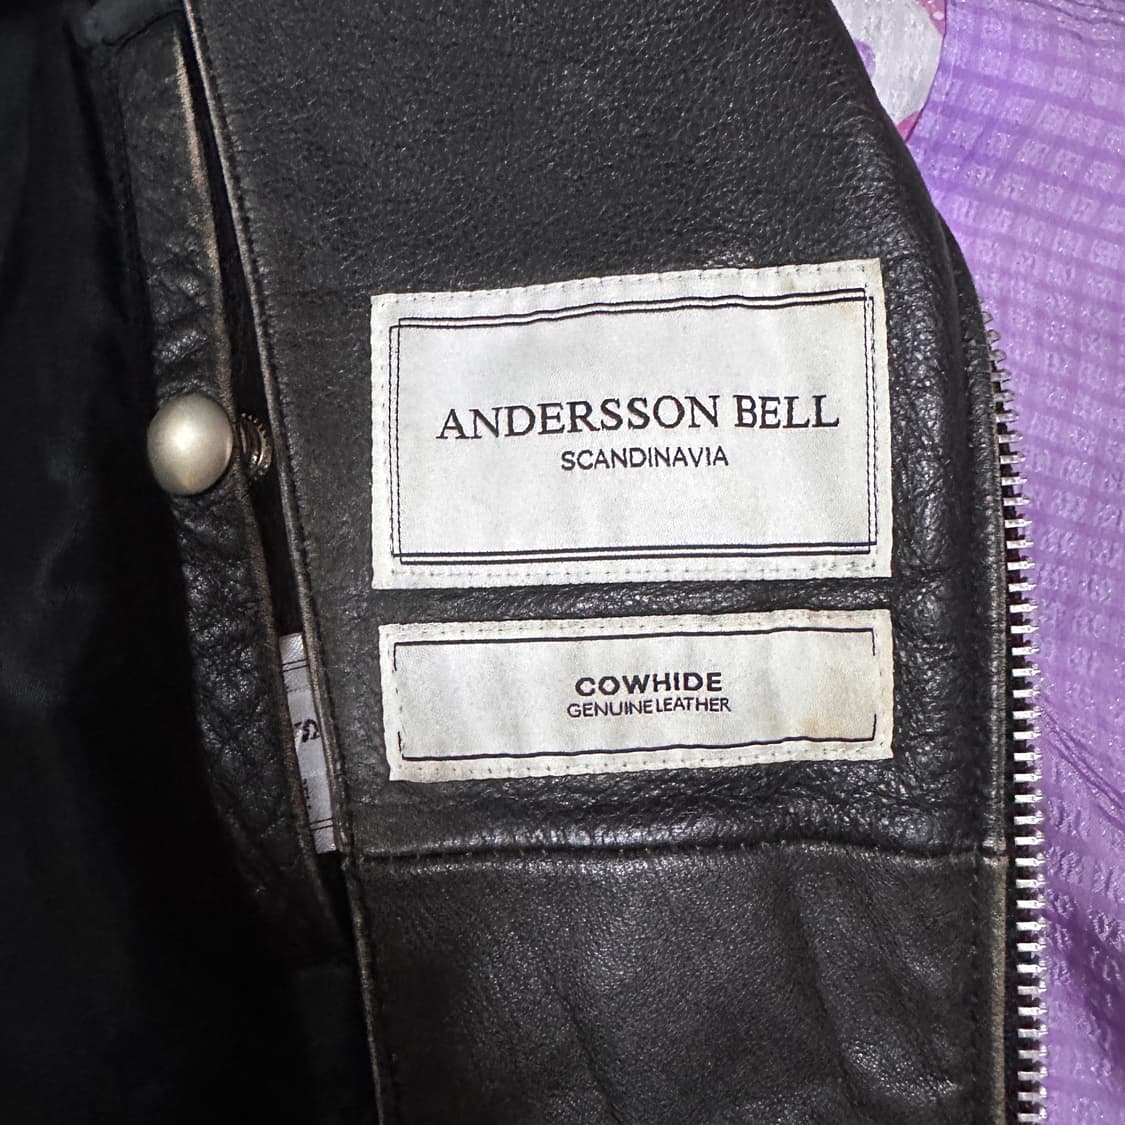 ANDERSSON BELL
SCANDINAVIA
COWHIDE
GENUINE LEATHER